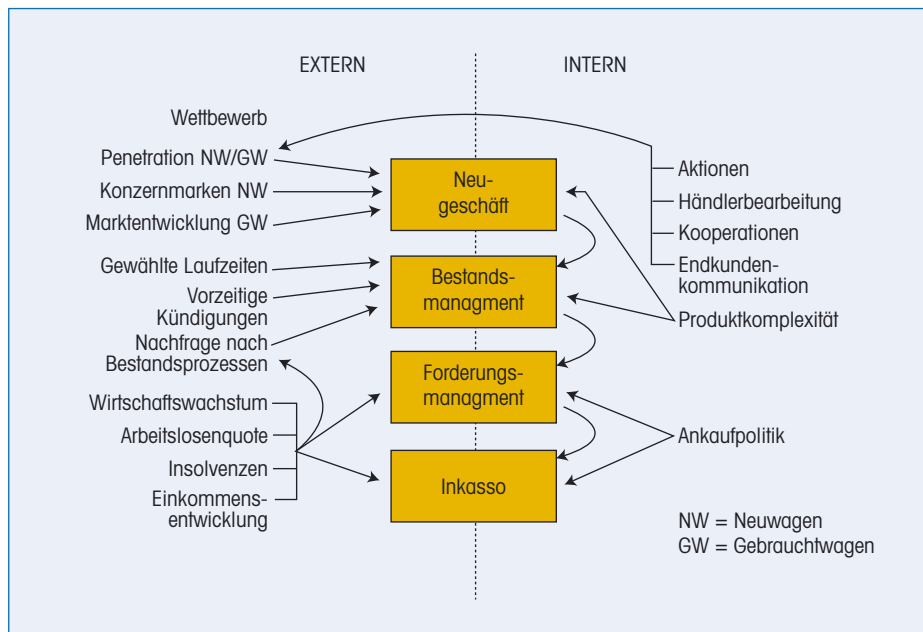 EXTERN
INTERN
Wettbewerb
Penetration NW/GW
Konzernmarken NW
Marktentwicklung GW
Gewählte Laufzeiten
Vorzeitige
Kündigungen
Nachfrage nach
Bestandsprozessen
Wirtschaftswachstum
Arbeitslosenquote
Insolvenzen
Einkommens-
entwicklung
Neu-
geschäft
Bestands-
managment
Forderungs-
managment
Inkasso
Aktionen
Händlerbearbeitung
Kooperationen
Endkunden-
kommunikation
Produktkomplexität
Ankaufpolitik
NW = Neuwagen
GW = Gebrauchtwagen